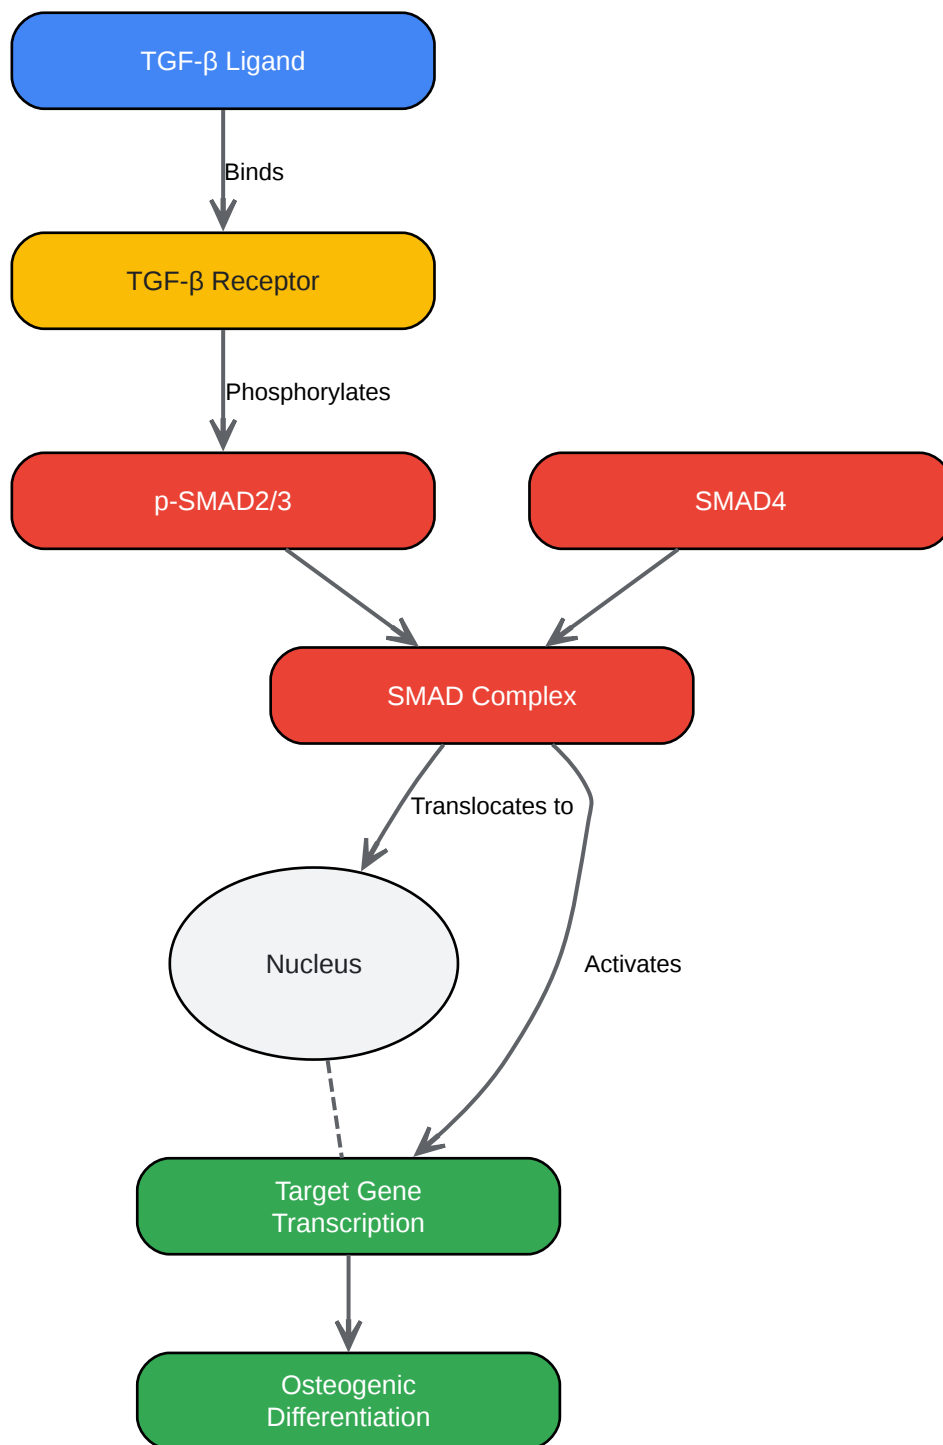 TGF-β Ligand
Binds
TGF-β Receptor
Phosphorylates
p-SMAD2/3
SMAD4
SMAD Complex
Translocates to
Nucleus
Activates
Target Gene
Transcription
Osteogenic
Differentiation